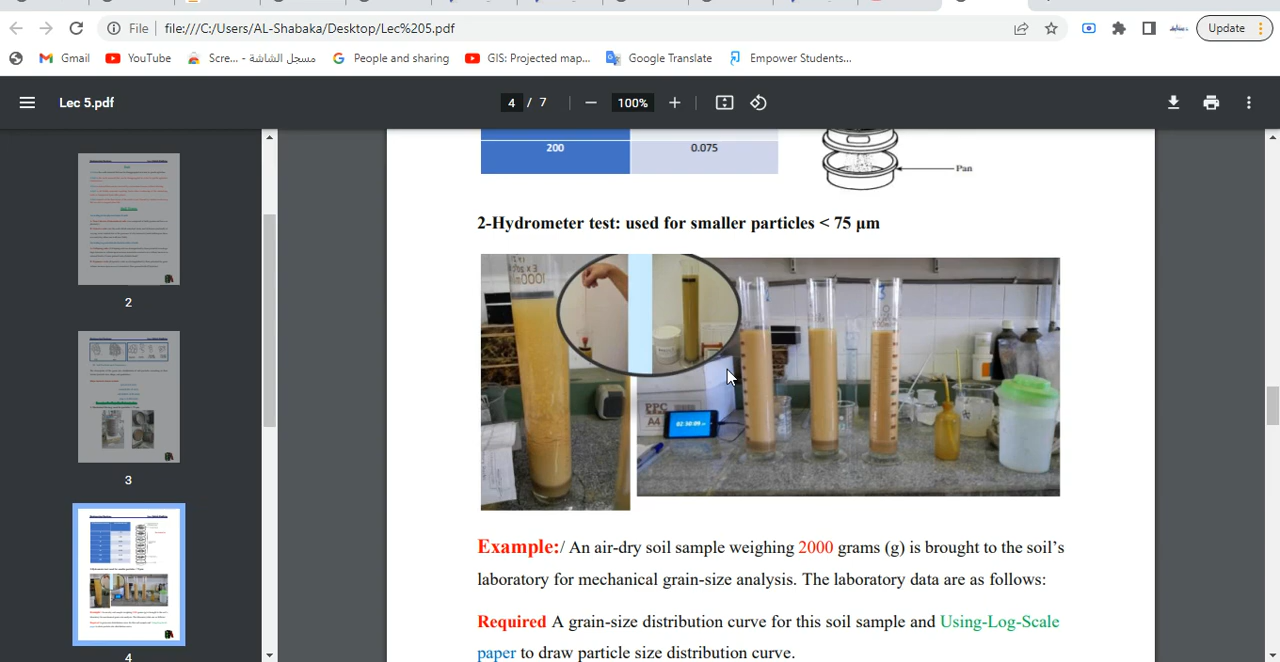 File
file:///C:/Users/AL-Shabaka/Desktop/Lec%205.pdf
Update
Gmail
YouTube
Scre... - مسجل الشاشة
People and sharing
GIS: Projected map...
Google Translate
Empower Students...
Lec 5.pdf
4 / 7
100%
200 0.075
Pan
2-Hydrometer test: used for smaller particles < 75 μm
PPC
A4
3
Example:/ An air-dry soil sample weighing 2000 grams (g) is brought to the soil's
laboratory for mechanical grain-size analysis. The laboratory data are as follows:
Required A grain-size distribution curve for this soil sample and Using-Log-Scale
paper to draw particle size distribution curve.
2
3
4